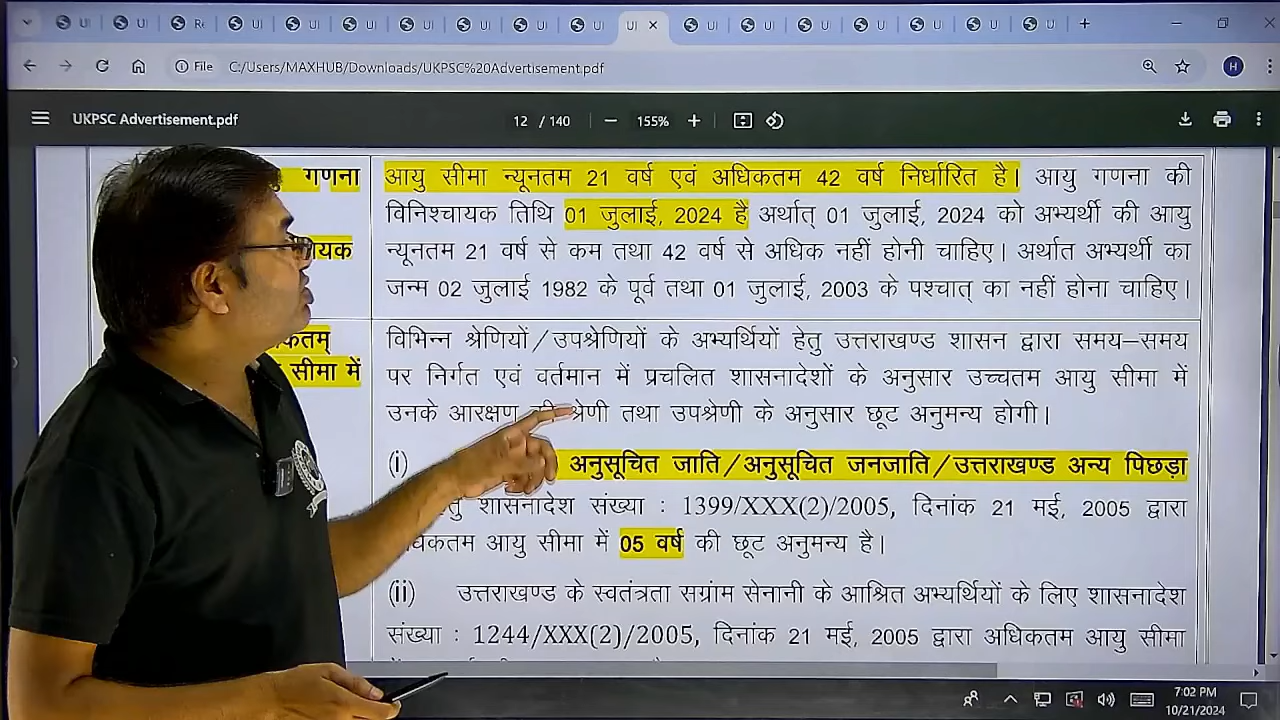 File C:/Users/MAXHUB/Downloads/UKPSC%20Advertisement.pdf
H
UKPSC Advertisement.pdf
12 / 140
155%
गणना
आयु सीमा न्यूनतम 21 वर्ष एवं अधिकतम 42 वर्ष निर्धारित है। आयु गणना की
विनिश्चायक तिथि 01 जुलाई, 2024 है अर्थात् 01 जुलाई, 2024 को अभ्यर्थी की आयु
न्यूनतम 21 वर्ष से कम तथा 42 वर्ष से अधिक नहीं होनी चाहिए। अर्थात अभ्यर्थी का
जन्म 02 जुलाई 1982 के पूर्व तथा 01 जुलाई, 2003 के पश्चात् का नहीं होना चाहिए।
सीमा में
विभिन्न श्रेणियों/उपश्रेणियों के अभ्यर्थियों हेतु उत्तराखण्ड शासन द्वारा समय–समय
पर निर्गत एवं वर्तमान में प्रचलित शासनादेशों के अनुसार उच्चतम आयु सीमा में
उनके आरक्षण श्रेणी तथा उपश्रेणी के अनुसार छूट अनुमन्य होगी।
(i) अनुसूचित जाति/अनुसूचित जनजाति/उत्तराखण्ड अन्य पिछड़ा
शासनादेश संख्या : 1399/XXX(2)/2005, दिनांक 21 मई, 2005 द्वारा
आयु सीमा में 05 वर्ष की छूट अनुमन्य है।
(ii) उत्तराखण्ड के स्वतंत्रता सग्रांम सेनानी के आश्रित अभ्यर्थियों के लिए शासनादेश
संख्या : 1244/XXX(2)/2005, दिनांक 21 मई, 2005 द्वारा अधिकतम आयु सीमा
7:02 PM
10/21/2024